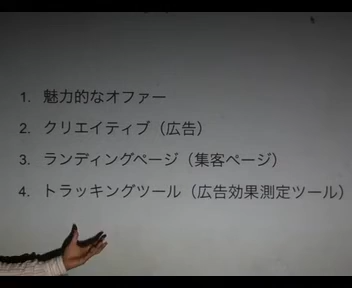 1. 魅力的なオファー
2. クリエイティブ（広告）
3. ランディングページ（集客ページ）
4. トラッキングツール（広告効果測定ツール）